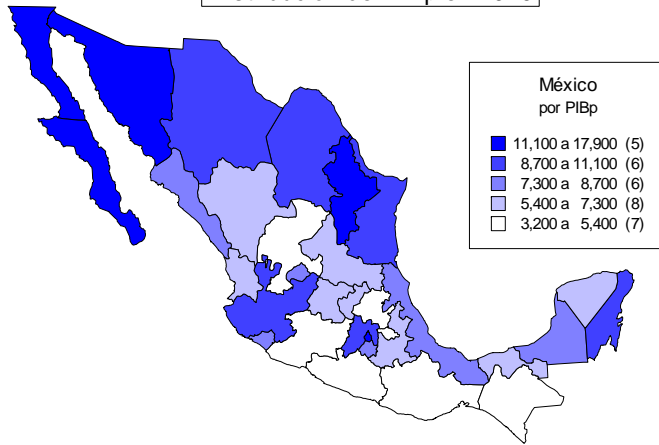 México
por PIBp
11,100 a 17,900 (5)
8,700 a 11,100 (6)
7,300 a 8,700 (6)
5,400 a 7,300 (8)
3,200 a 5,400 (7)